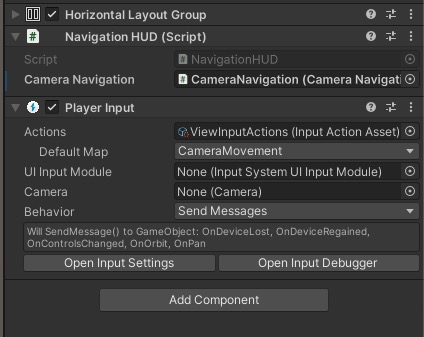 Horizontal Layout Group
Navigation HUD (Script)
Script NavigationHUD
Camera Navigation CameraNavigation (Camera Navigati
Player Input
Actions ViewInputActions (Input Action Asset)
Default Map CameraMovement
UI Input Module None (Input System UI Input Module)
Camera None (Camera)
Behavior Send Messages
Will SendMessage() to GameObject: OnDeviceLost, OnDeviceRegained,
OnControlsChanged, OnOrbit, OnPan
Open Input Settings Open Input Debugger
Add Component